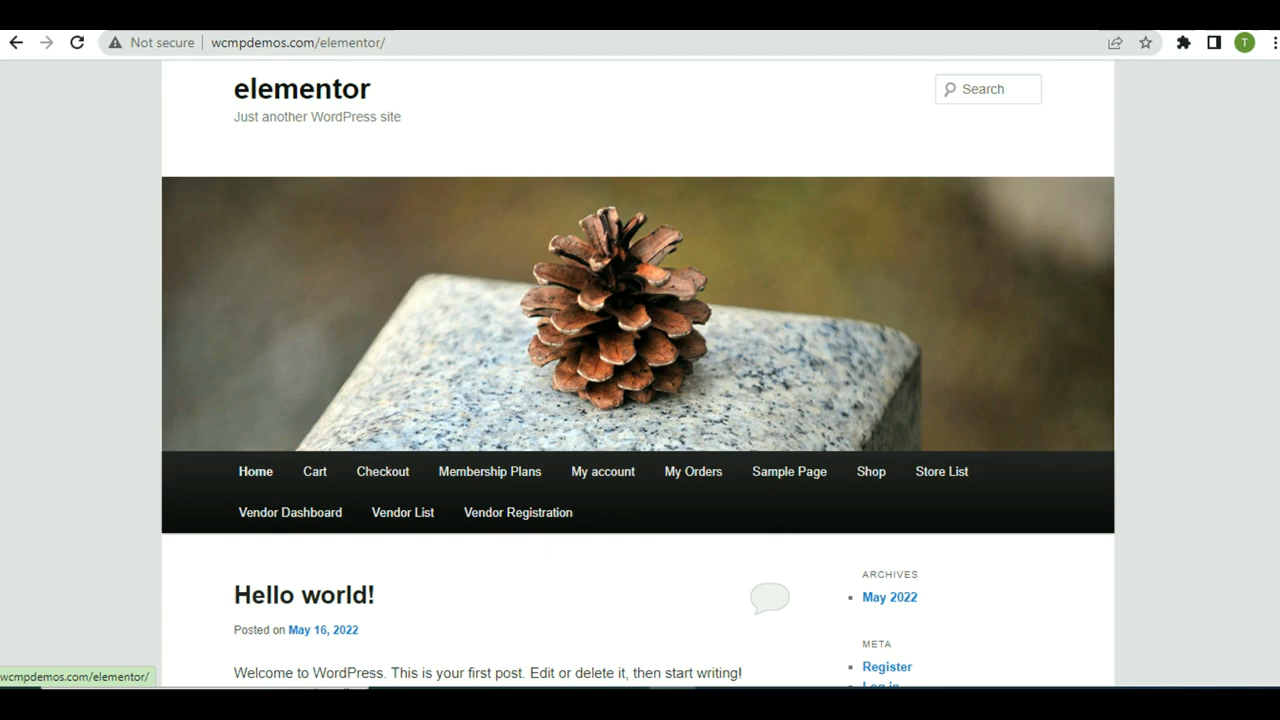 Not secure wcmpdemos.com/elementor/
T
elementor
Search
Just another WordPress site
Home Cart Checkout Membership Plans My account My Orders Sample Page Shop Store List
Vendor Dashboard Vendor List Vendor Registration
Hello world!
Posted on May 16, 2022
Welcome to WordPress. This is your first post. Edit or delete it, then start writing!
ARCHIVES
May 2022
META
Register
Log in
wcmpdemos.com/elementor/